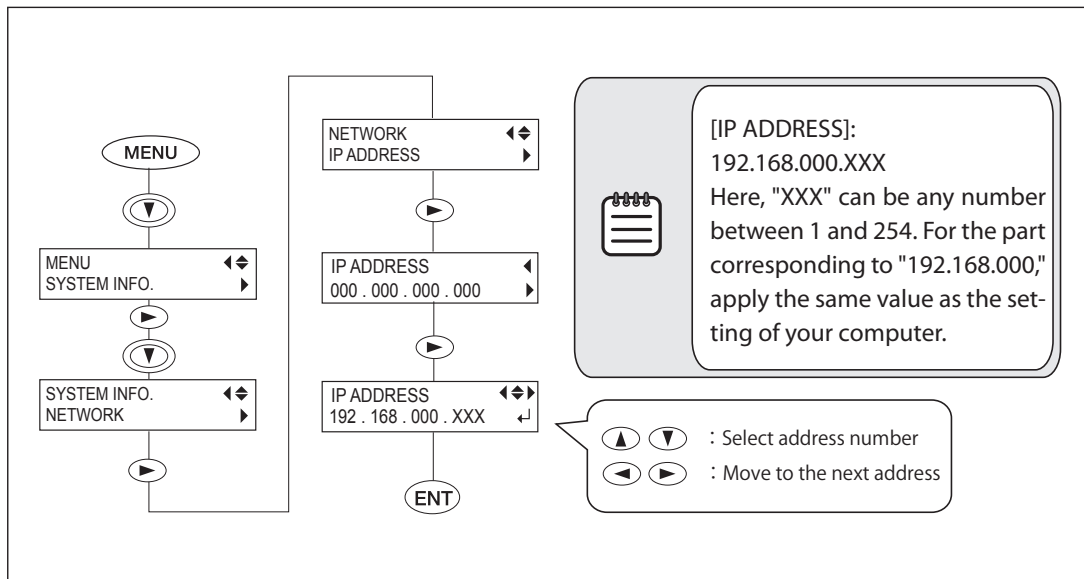 MENU
MENU
SYSTEM INFO.
SYSTEM INFO.
NETWORK
NETWORK
IP ADDRESS
IP ADDRESS
000 . 000 . 000 . 000
IP ADDRESS
192 . 168 . 000 . XXX
ENT
[IP ADDRESS]:
192.168.000.XXX
Here, "XXX" can be any number
between 1 and 254. For the part
corresponding to "192.168.000,"
apply the same value as the set-
ting of your computer.
: Select address number
: Move to the next address